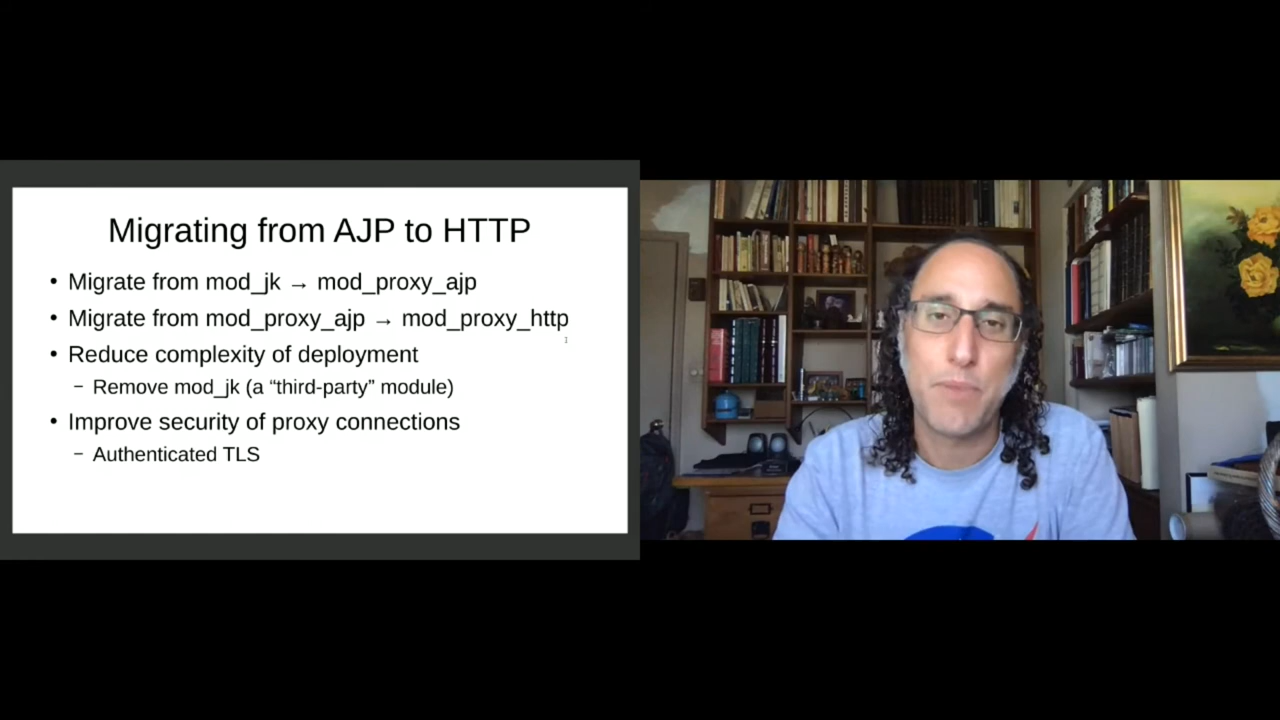 Migrating from AJP to HTTP
• Migrate from mod_jk → mod_proxy_ajp
• Migrate from mod_proxy_ajp → mod_proxy_http
• Reduce complexity of deployment
– Remove mod_jk (a “third-party” module)
• Improve security of proxy connections
– Authenticated TLS